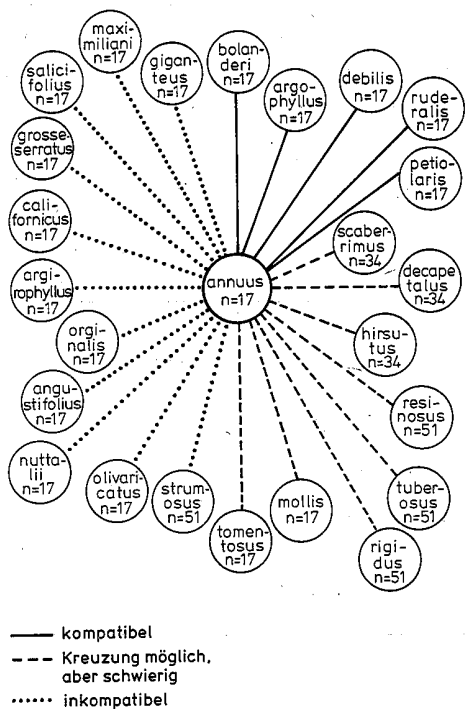 maxi-
miliani
n=17
bolan-
deri
n=17
gigan-
teus
n=17
salici-
folius
n=17
argo-
phyllus
n=17
debilis
n=17
rude-
ralis
n=17
grosse-
serratus
n=17
petio-
laris
n=17
cali-
fornicus
n=17
scaber-
rimus
n=34
argi-
rophyllus
n=17
annuus
n=17
decape
talus
n=34
orgi-
nalis
n=17
hirsu-
tus
n=34
angu-
stifolius
n=17
resi-
nosus
n=51
nutta-
lii
n=17
olivari-
catus
n=17
strum-
osus
n=51
tomen-
tosus
n=17
mollis
n=17
tube-
rosus
n=51
rigi-
dus
n=51
kompatibel
Kreuzung möglich,
aber schwierig
inkompatibel